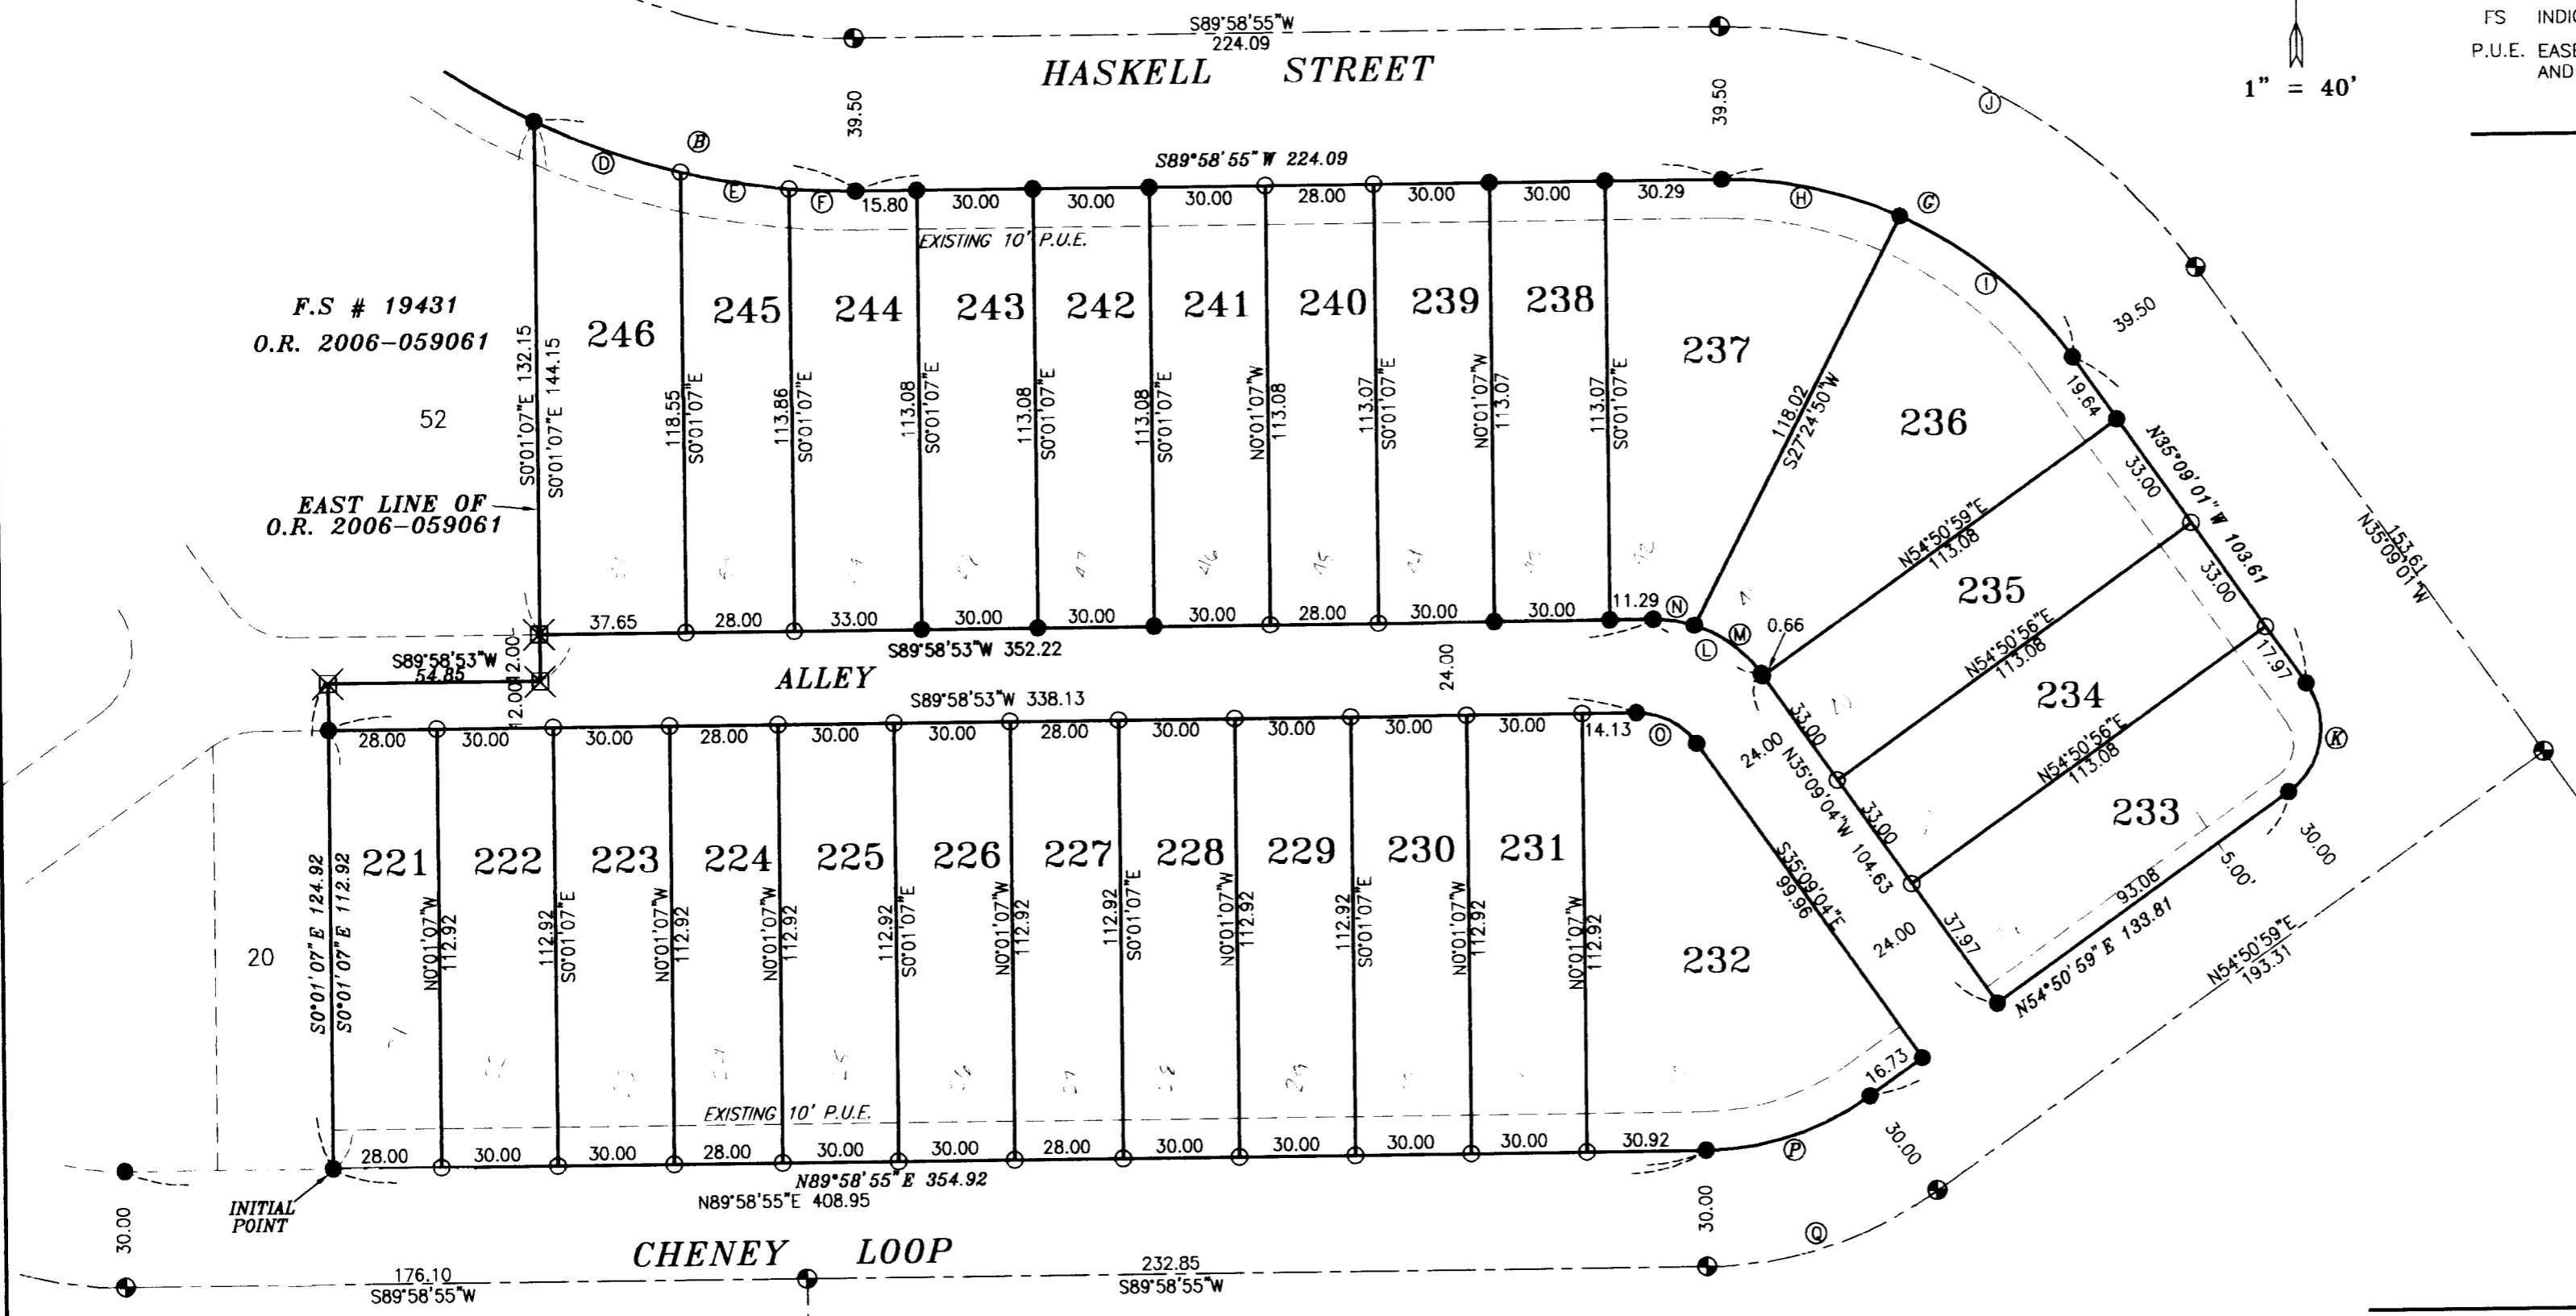 S89°58'55"W
224.09
HASKELL STREET
39.50
39.50
J
1" = 40'
FS
P.U.E.
AND
B
D
E
F
S89°58'55"W 224.09
15.80
30.00
30.00
30.00
28.00
30.00
30.00
30.29
H
G
I
39.50
EXISTING 10' P.U.E.
F.S # 19431
O.R. 2006-059061
52
EAST LINE OF
O.R. 2006-059061
S0°01'07"E 132.15
S0°01'07"E 144.15
246
245
244
243
242
241
240
239
238
237
236
235
234
233
118.55
S0°01'07"E
113.86
S0°01'07"E
113.08
S0°01'07"E
113.08
S0°01'07"E
113.08
S0°01'07"E
N0°01'07"W
113.08
113.07
S0°01'07"E
N0°01'07"W
113.07
113.07
S0°01'07"E
118.02
S27°24'50"W
19.64
33.00
N35°09'01"W 103.61
33.00
17.97
153.61
N35°09'01"W
N54°50'59"E
113.08
N54°50'56"E
113.08
N54°50'56"E
113.08
K
37.65
28.00
33.00
30.00
30.00
30.00
28.00
30.00
30.00
11.29
N
L
M
0.66
S89°58'53"W 352.22
S89°58'53"W
54.85
12.00
12.00
ALLEY
24.00
S89°58'53"W 338.13
28.00
30.00
30.00
28.00
30.00
30.00
28.00
30.00
30.00
30.00
30.00
14.13
O
24.00
33.00
N35°09'04"W 104.63
33.00
37.97
24.00
S35°09'04"E
99.96
93.08
5.00'
30.00
N54°50'59"E 133.81
N54°50'59"E
193.31
20
S0°01'07"E 124.92
S0°01'07"E 112.92
221
222
223
224
225
226
227
228
229
230
231
232
N0°01'07"W
112.92
112.92
S0°01'07"E
N0°01'07"W
112.92
N0°01'07"W
112.92
112.92
S0°01'07"E
N0°01'07"W
112.92
112.92
S0°01'07"E
N0°01'07"W
112.92
112.92
S0°01'07"E
N0°01'07"W
112.92
N0°01'07"W
112.92
EXISTING 10' P.U.E.
16.73
P
30.00
28.00
30.00
30.00
28.00
30.00
30.00
28.00
30.00
30.00
30.00
30.00
30.92
N89°58'55"E 354.92
N89°58'55"E 408.95
INITIAL
POINT
30.00
30.00
Q
CHENEY LOOP
176.10
S89°58'55"W
232.85
S89°58'55"W